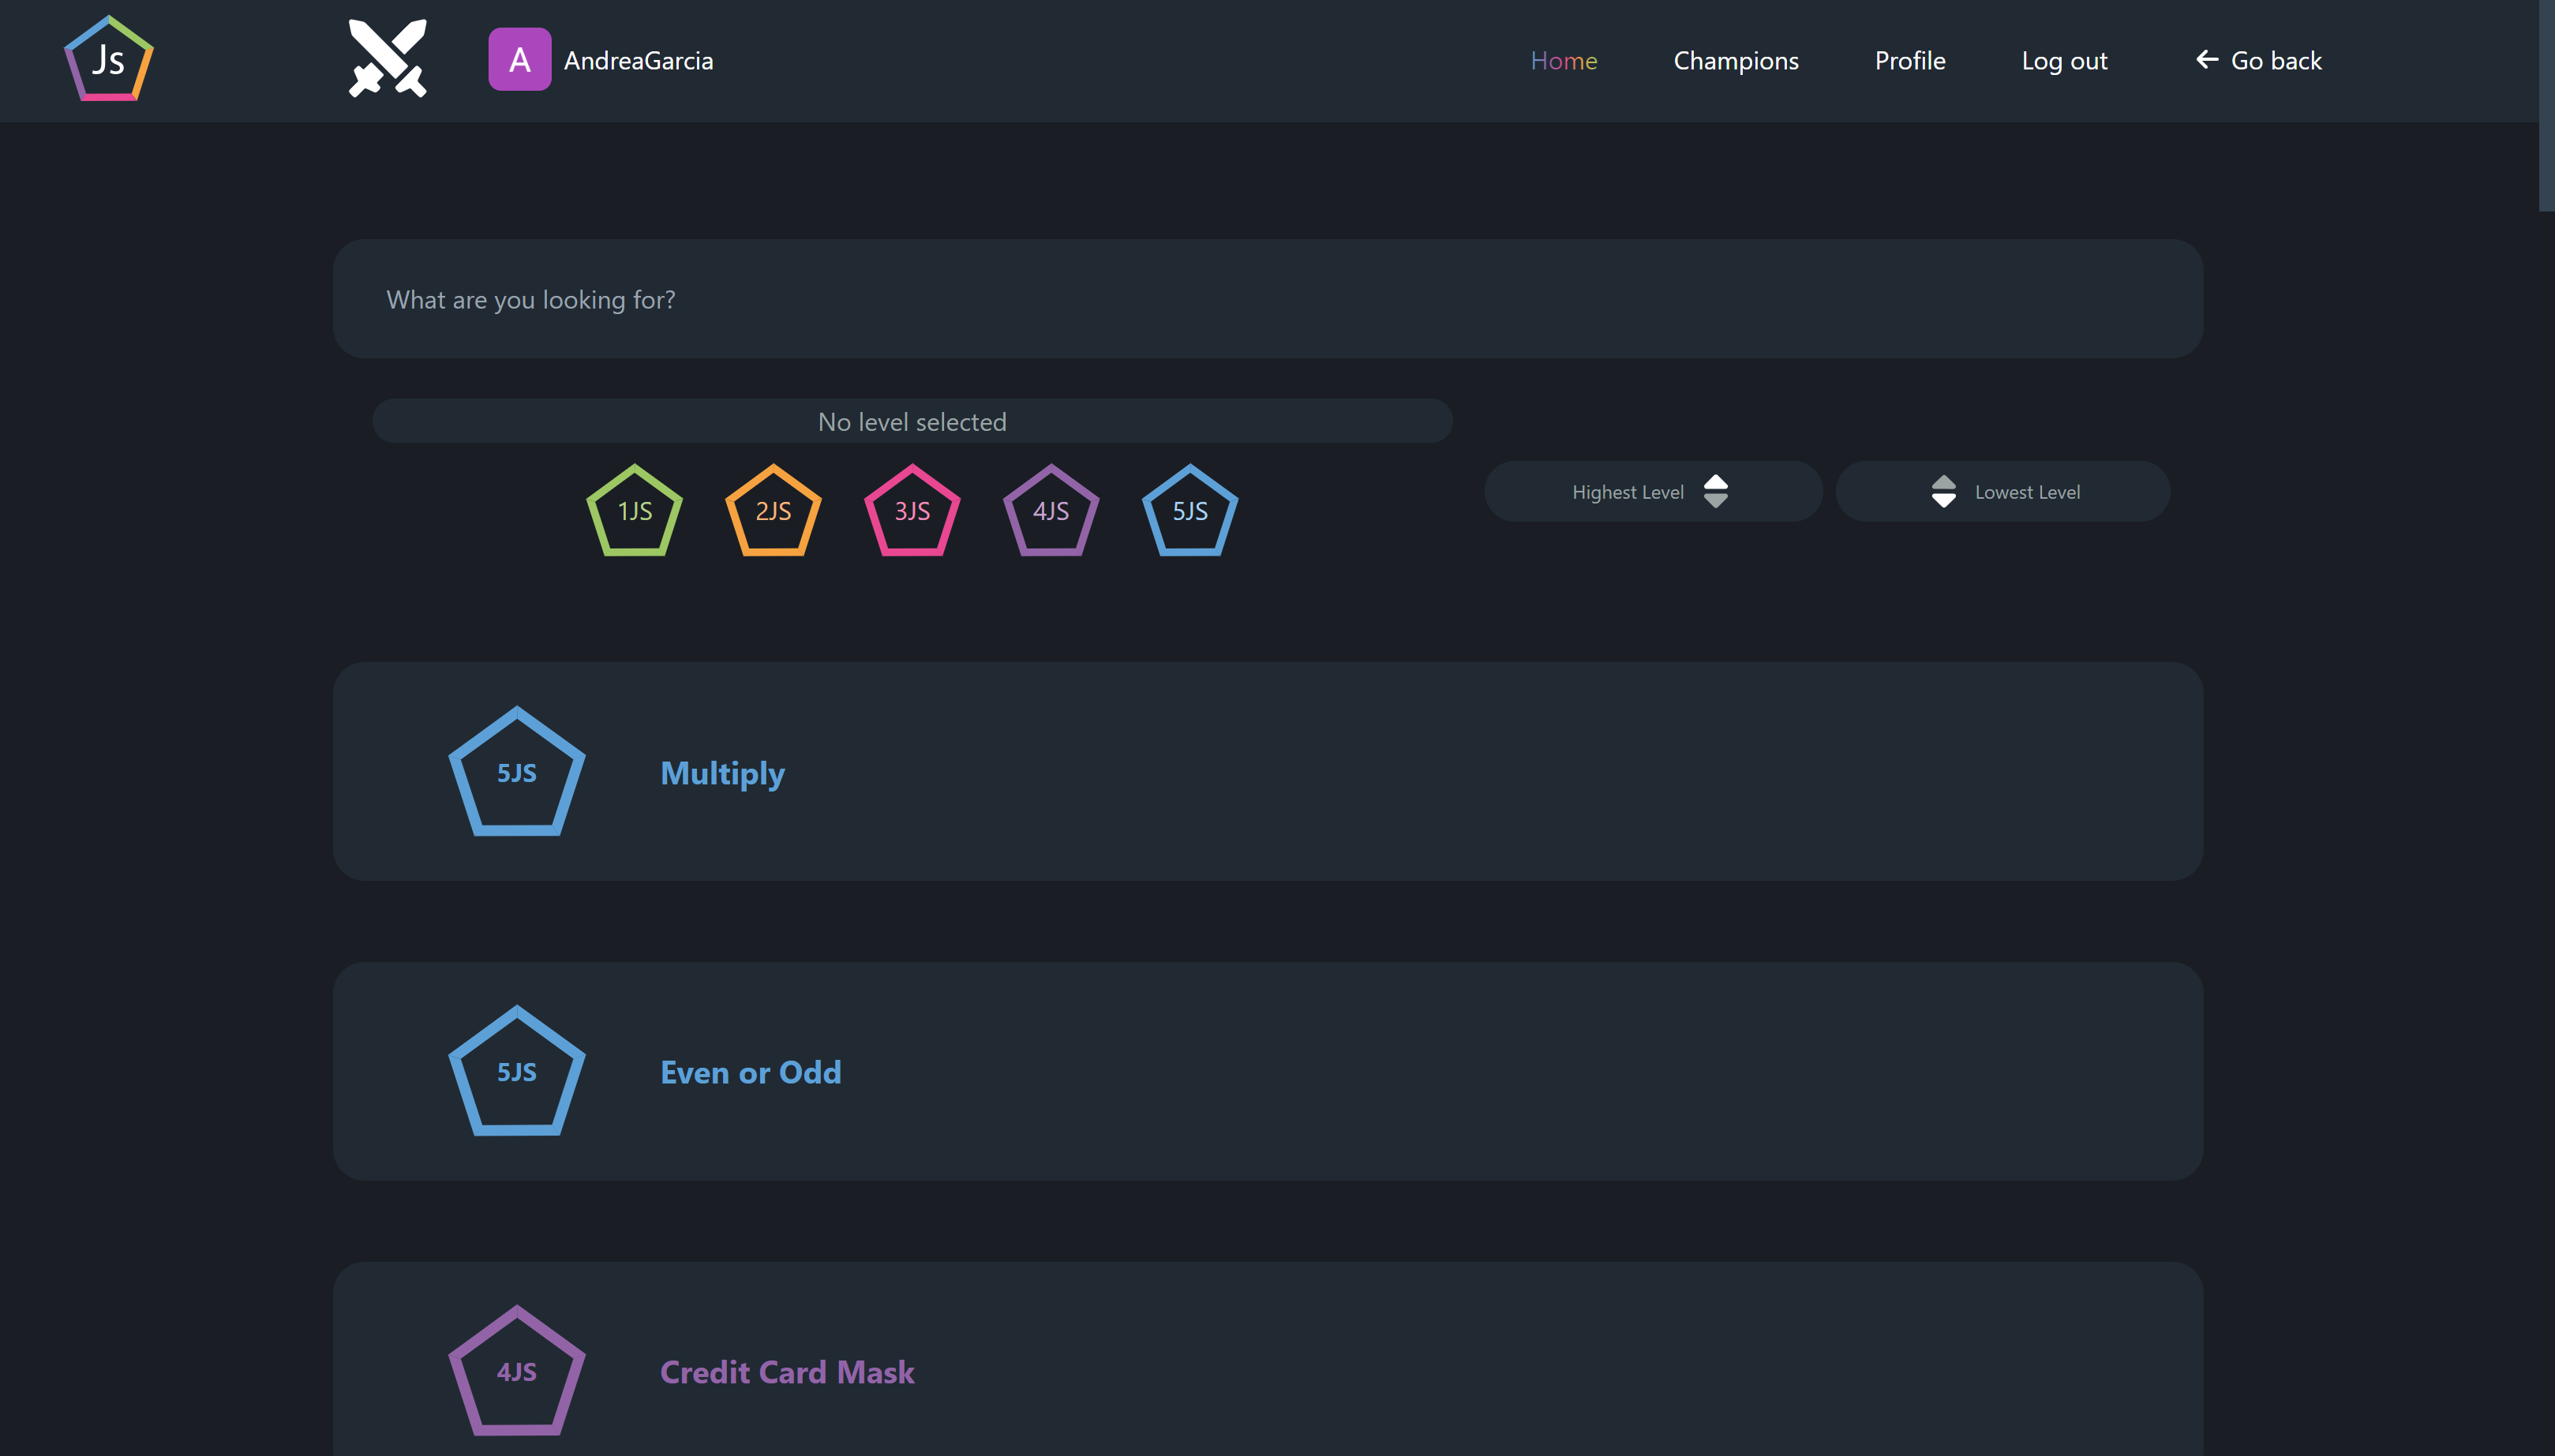 Js
A AndreaGarcia
Home Champions Profile Log out Go back
What are you looking for?
No level selected
1JS 2JS 3JS 4JS 5JS
Highest Level Lowest Level
5JS Multiply
5JS Even or Odd
4JS Credit Card Mask